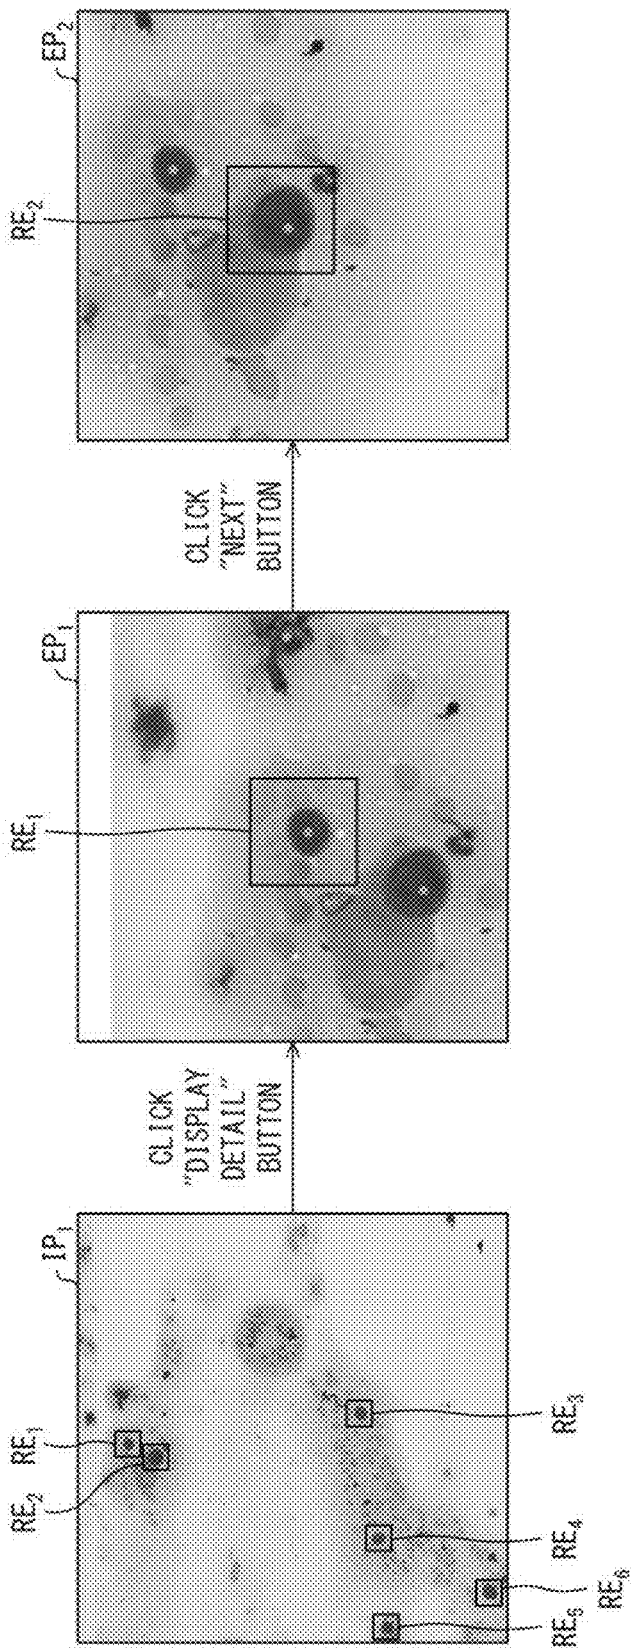 IP₁
RE₁
RE₂
RE₃
RE₄
RE₅
RE₆
CLICK
"DISPLAY
DETAIL"
BUTTON
EP₁
RE₁
CLICK
"NEXT"
BUTTON
EP₂
RE₂